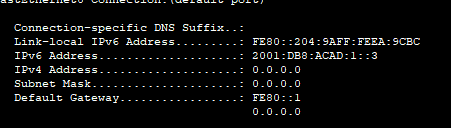 astEthernet0 Connection:(default port)
Connection-specific DNS Suffix..:
Link-local IPv6 Address.........: FE80::204:9AFF:FEEA:9CBC
IPv6 Address....................: 2001:DB8:ACAD:1::3
IPv4 Address....................: 0.0.0.0
Subnet Mask.....................: 0.0.0.0
Default Gateway.................: FE80::1
0.0.0.0